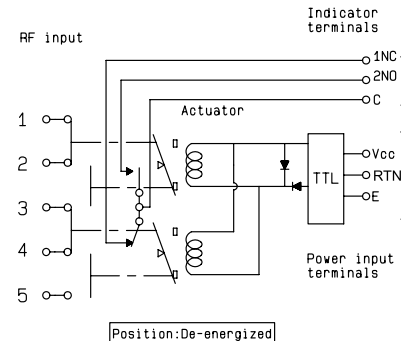 Indicator
terminals
RF input
1NC
2NO
C
Actuator
1
2
3
4
5
TTL
Vcc
RTN
E
Power input
terminals
Position:De-energized